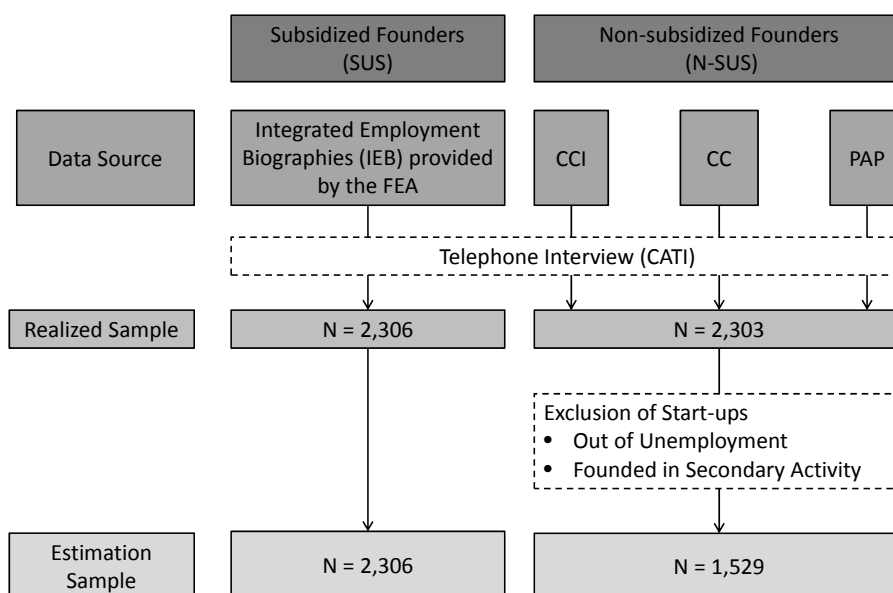 Subsidized Founders
(SUS)
Non-subsidized Founders
(N-SUS)
Data Source
Integrated Employment
Biographies (IEB) provided
by the FEA
CCI
CC
PAP
Telephone Interview (CATI)
Realized Sample
N = 2,306
N = 2,303
Exclusion of Start-ups
• Out of Unemployment
• Founded in Secondary Activity
Estimation
Sample
N = 2,306
N = 1,529